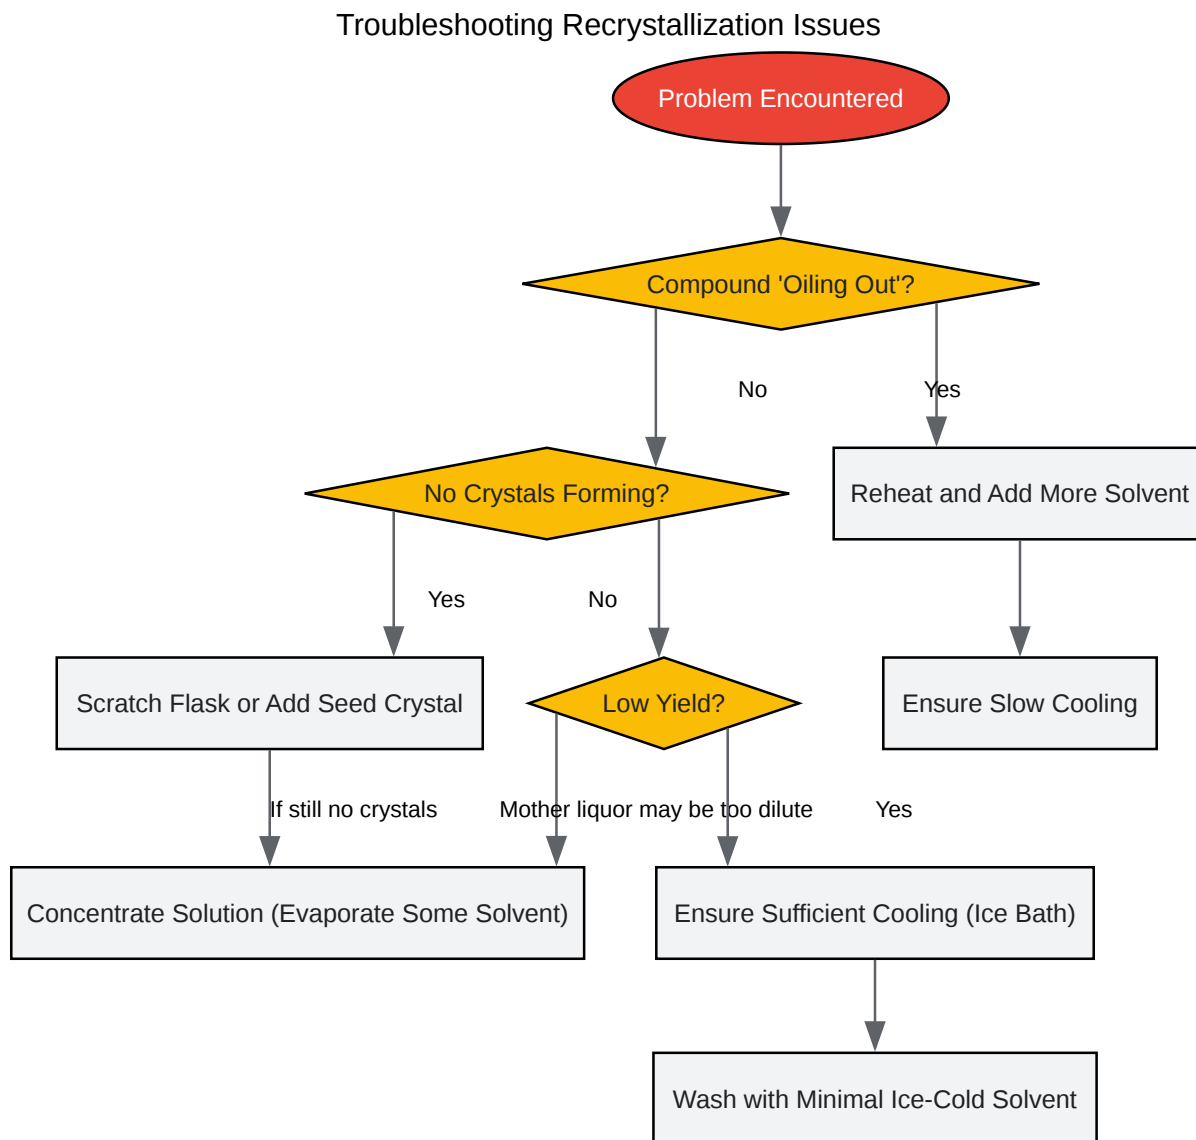 Troubleshooting Recrystallization Issues
Problem Encountered
Compound 'Oiling Out'?
No
Yes
No Crystals Forming?
Reheat and Add More Solvent
Yes
No
Scratch Flask or Add Seed Crystal
Low Yield?
Ensure Slow Cooling
If still no crystals
Mother liquor may be too dilute
Yes
Concentrate Solution (Evaporate Some Solvent)
Ensure Sufficient Cooling (Ice Bath)
Wash with Minimal Ice-Cold Solvent